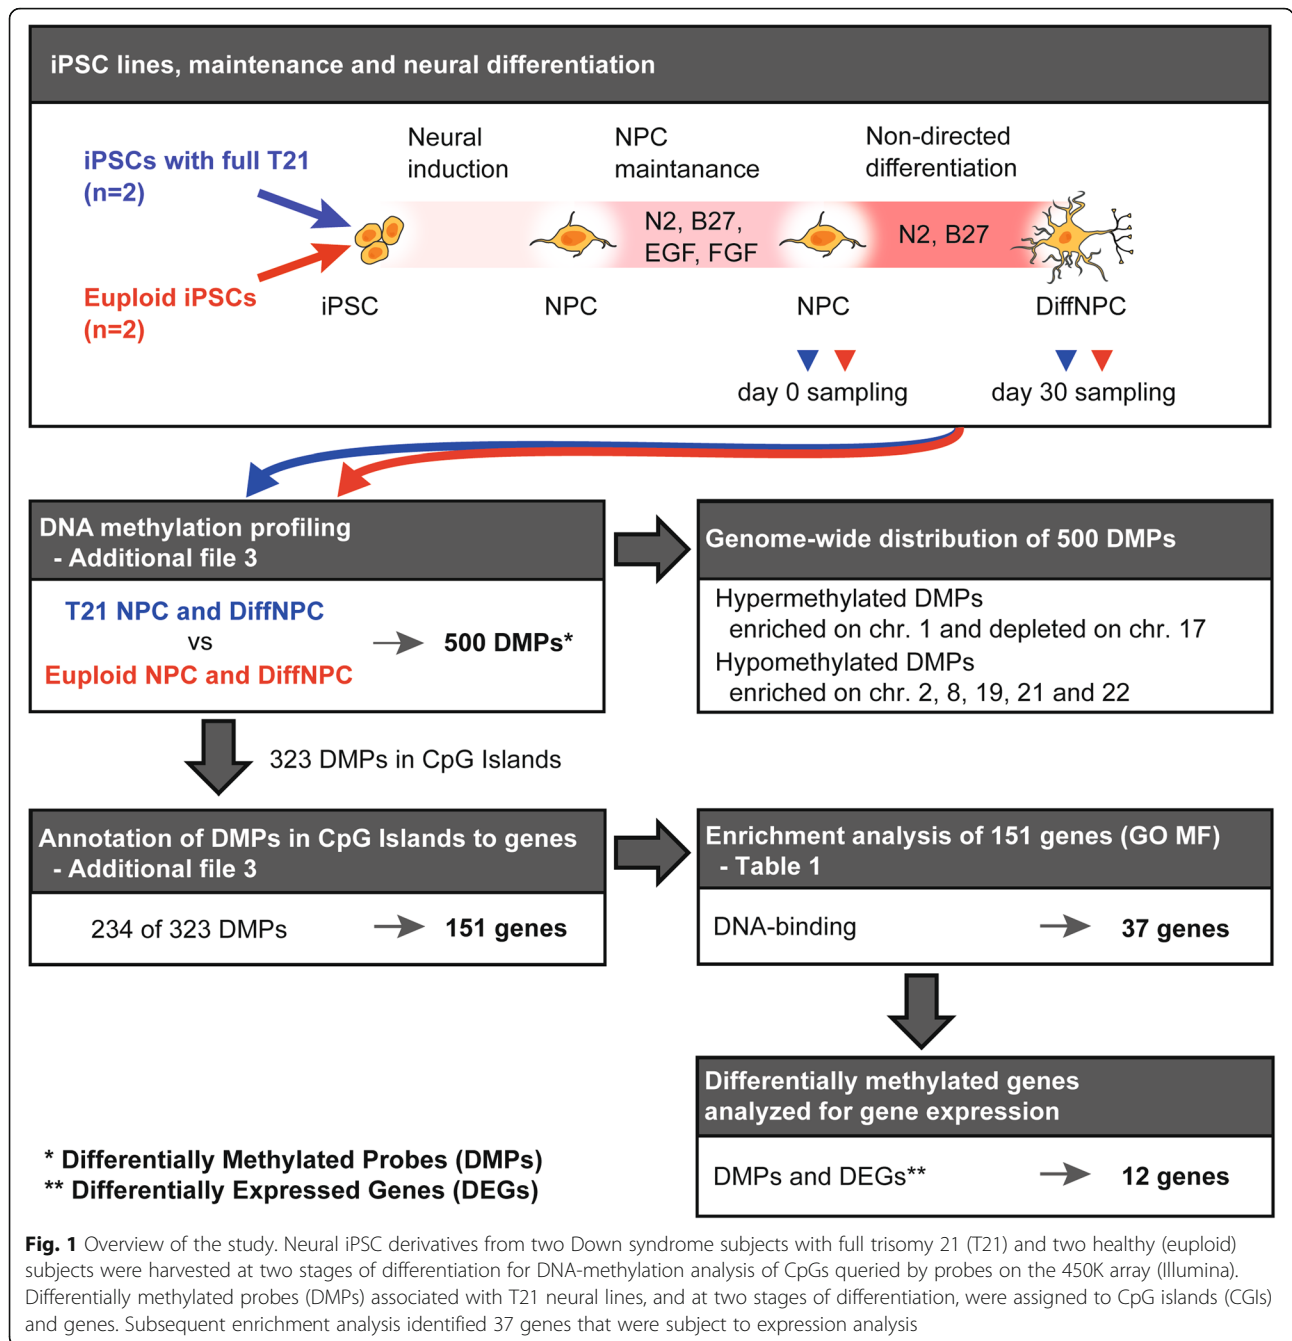 iPSC lines, maintenance and neural differentiation
iPSCs with full T21
(n=2)
Euploid iPSCs
(n=2)
Neural
induction
NPC
maintanance
Non-directed
differentiation
N2, B27,
EGF, FGF
N2, B27
iPSC
NPC
NPC
DiffNPC
day 0 sampling
day 30 sampling
DNA methylation profiling
- Additional file 3
T21 NPC and DiffNPC
vs
Euploid NPC and DiffNPC
500 DMPs*
Genome-wide distribution of 500 DMPs
Hypermethylated DMPs
enriched on chr. 1 and depleted on chr. 17
Hypomethylated DMPs
enriched on chr. 2, 8, 19, 21 and 22
323 DMPs in CpG Islands
Annotation of DMPs in CpG Islands to genes
- Additional file 3
234 of 323 DMPs
151 genes
Enrichment analysis of 151 genes (GO MF)
- Table 1
DNA-binding
37 genes
Differentially methylated genes
analyzed for gene expression
DMPs and DEGs**
12 genes
* Differentially Methylated Probes (DMPs)
** Differentially Expressed Genes (DEGs)
Fig. 1 Overview of the study. Neural iPSC derivatives from two Down syndrome subjects with full trisomy 21 (T21) and two healthy (euploid)
subjects were harvested at two stages of differentiation for DNA-methylation analysis of CpGs queried by probes on the 450K array (Illumina).
Differentially methylated probes (DMPs) associated with T21 neural lines, and at two stages of differentiation, were assigned to CpG islands (CGIs)
and genes. Subsequent enrichment analysis identified 37 genes that were subject to expression analysis